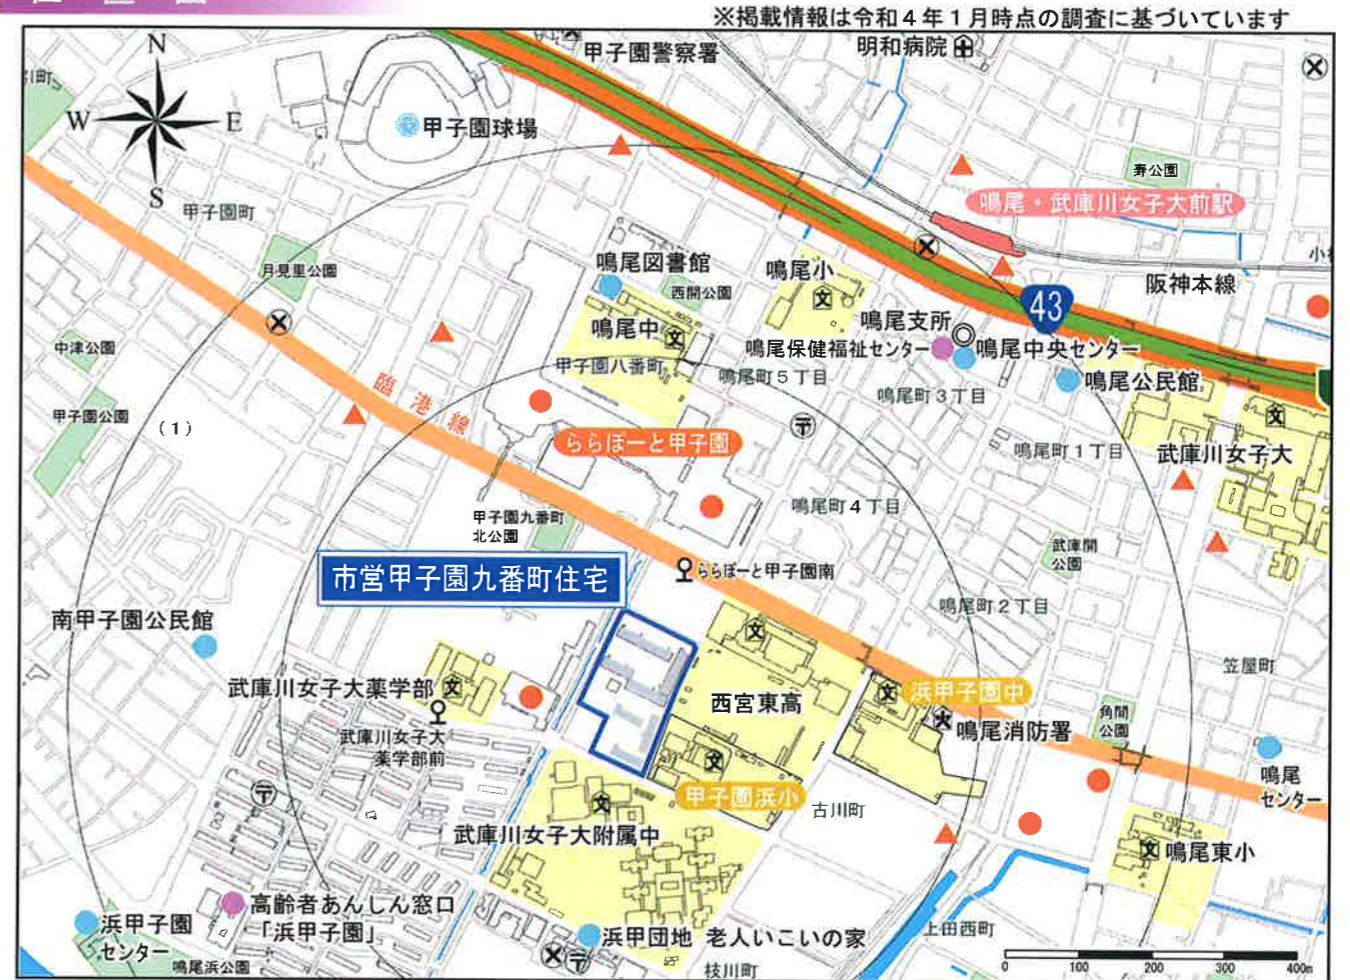 ※掲載情報は令和４年１月時点の調査に基づいています
N
W
E
S
甲子園警察署
明和病院
甲子園球場
寿公園
鳴尾・武庫川女子大前駅
甲子園町
月見里公園
鳴尾図書館
西開公園
鳴尾小
文
阪神本線
43
鳴尾中
文
鳴尾支所
鳴尾保健福祉センター
鳴尾中央センター
中津公園
甲子園八番町
鳴尾町５丁目
鳴尾町３丁目
鳴尾公民館
臨港線
甲子園公園
(1)
文
ららぽーと甲子園
鳴尾町１丁目
武庫川女子大
鳴尾町４丁目
甲子園九番町
北公園
武庫開
公園
市営甲子園九番町住宅
ららぽーと甲子園南
鳴尾町２丁目
南甲子園公民館
文
笠屋町
武庫川女子大薬学部
文
西宮東高
文
浜甲子園中
角開
公園
鳴尾消防署
武庫川女子大
薬学部前
文
鳴尾
センター
甲子園浜小
古川町
文
武庫川女子大附属中
文
鳴尾東小
高齢者あんしん窓口
「浜甲子園」
浜甲子園
センター
浜甲団地 老人いこいの家
上田西町
鳴尾浜公園
枝川町
0 100 200 300 400m